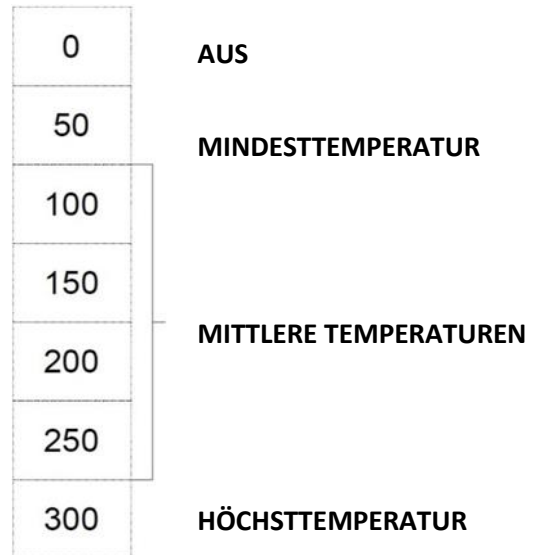 0 AUS
50
MINDESTTEMPERATUR
100
150
MITTLERE TEMPERATUREN
200
250
300 HÖCHSTTEMPERATUR